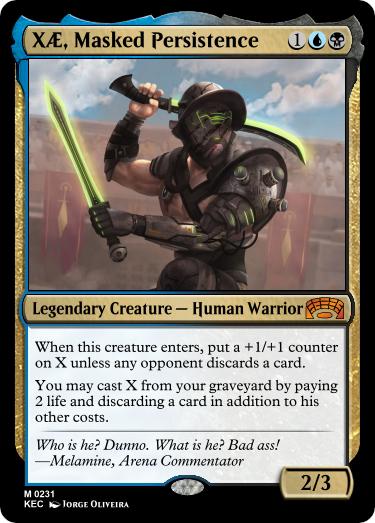 XÆ, Masked Persistence 1
Legendary Creature — Human Warrior
When this creature enters, put a +1/+1 counter
on X unless any opponent discards a card.
You may cast X from your graveyard by paying
2 life and discarding a card in addition to
his other costs.
Who is he? Dunno. What is he? Bad ass!
—Melamine, Arena Commentator
2/3
M 0231
KEC Jorge Oliveira